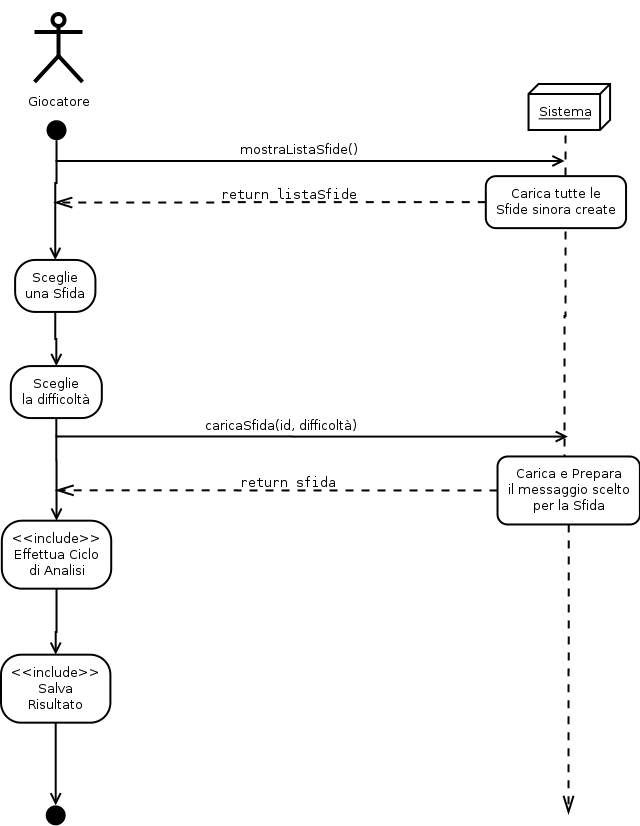 Giocatore
Sistema
mostraListaSfide()
return listaSfide
Carica tutte le
Sfide sinora create
Sceglie
una Sfida
Sceglie
la difficoltà
caricaSfida(id, difficoltà)
return sfida
Carica e Prepara
il messaggio scelto
per la Sfida
<<include>>
Effettua Ciclo
di Analisi
<<include>>
Salva
Risultato